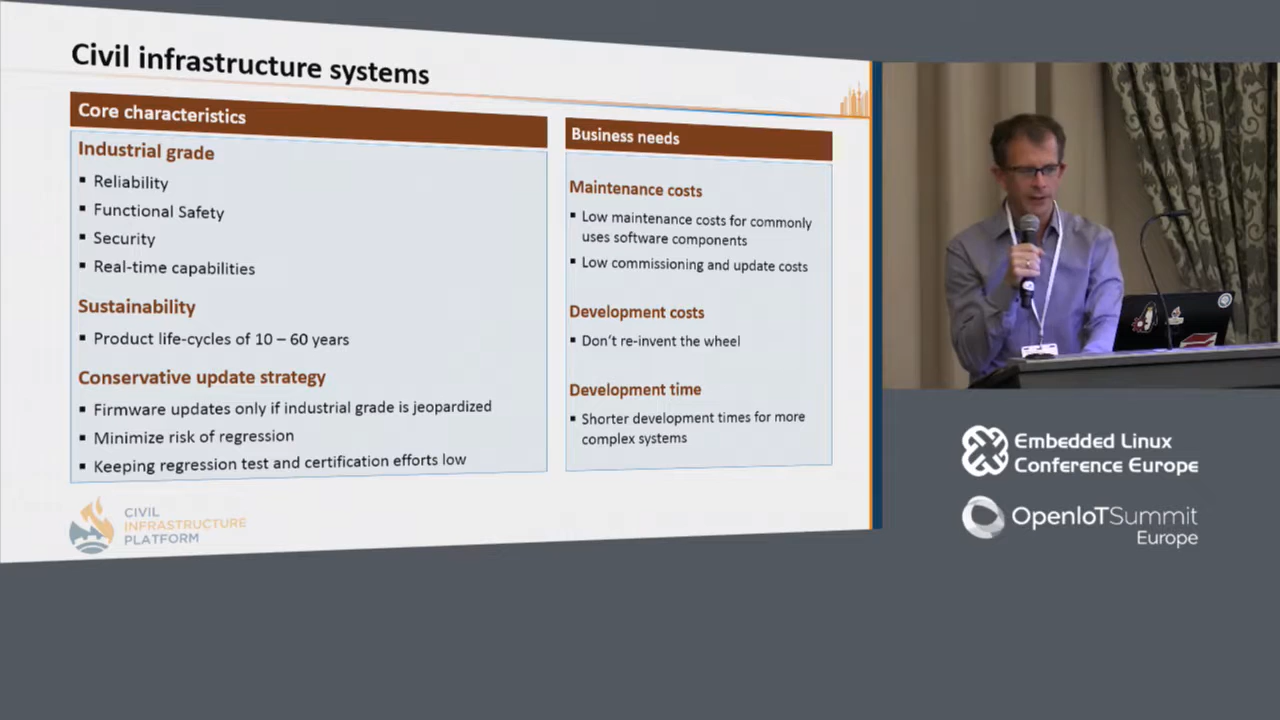 Civil infrastructure systems
Core characteristics
Industrial grade
▪ Reliability
▪ Functional Safety
▪ Security
▪ Real-time capabilities
Sustainability
▪ Product life-cycles of 10 – 60 years
Conservative update strategy
▪ Firmware updates only if industrial grade is jeopardized
▪ Minimize risk of regression
▪ Keeping regression test and certification efforts low
Business needs
Maintenance costs
▪ Low maintenance costs for commonly
uses software components
▪ Low commissioning and update costs
Development costs
▪ Don't re-invent the wheel
Development time
▪ Shorter development times for more
complex systems
CIVIL
INFRASTRUCTURE
PLATFORM
Embedded Linux
Conference Europe
OpenIoTSummit
Europe